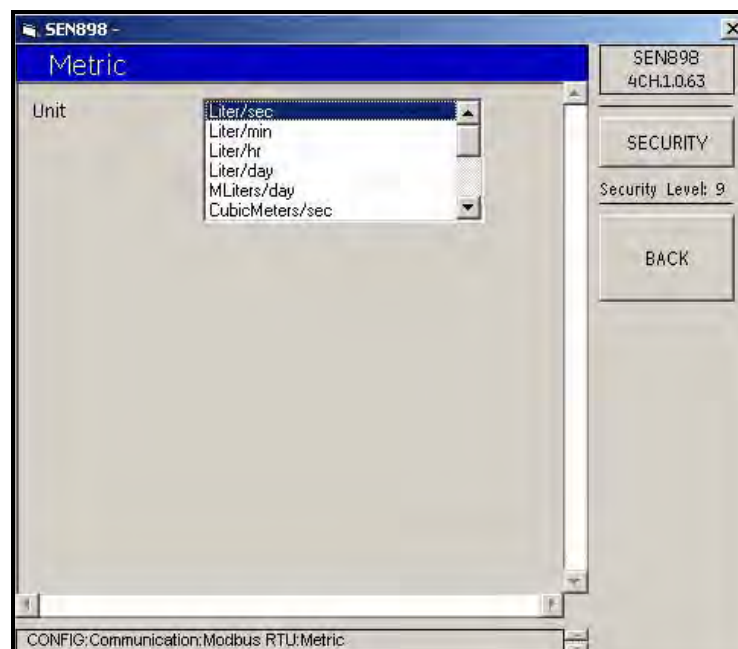 SEN898 -
Metric
SEN898
4CH.1.0.63
Unit
Liter/sec
Liter/min
Liter/hr
Liter/day
MLiters/day
CubicMeters/sec
SECURITY
Security Level: 9
BACK
CONFIG:Communication:Modbus RTU:Metric